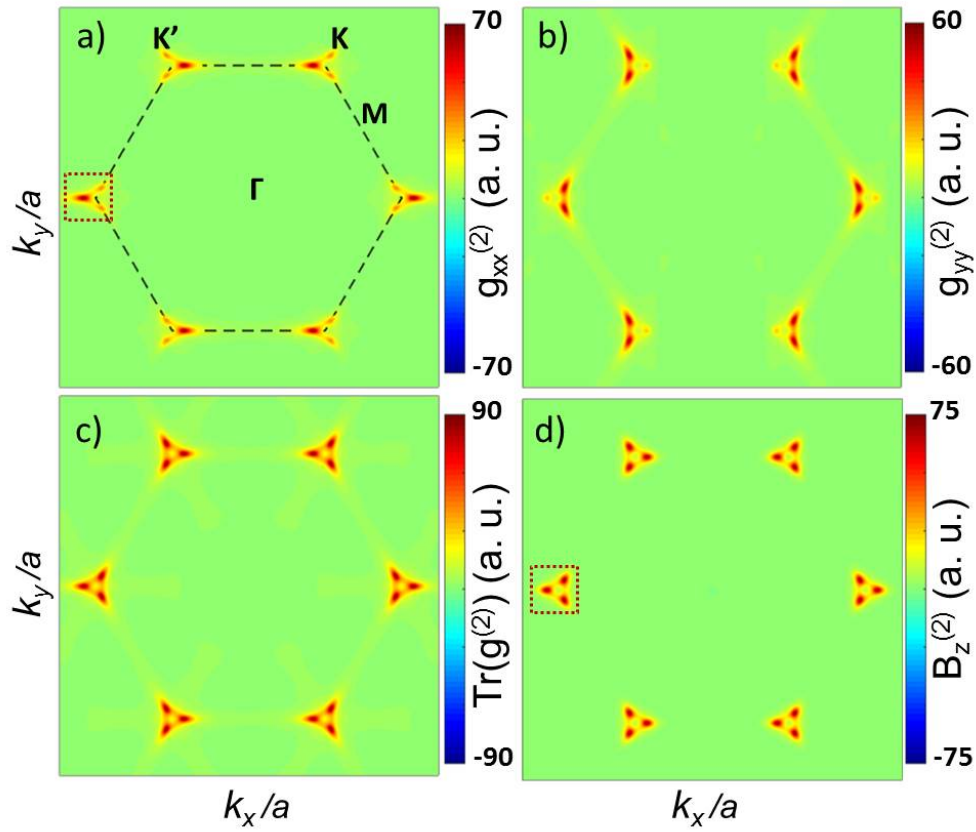 a)
K'
K
M
Γ
k_y/a
70
g_xx^(2) (a. u.)
-70
b)
60
g_yy^(2) (a. u.)
-60
c)
k_y/a
k_x/a
90
Tr(g^(2)) (a. u.)
-90
d)
k_x/a
75
B_z^(2) (a. u.)
-75